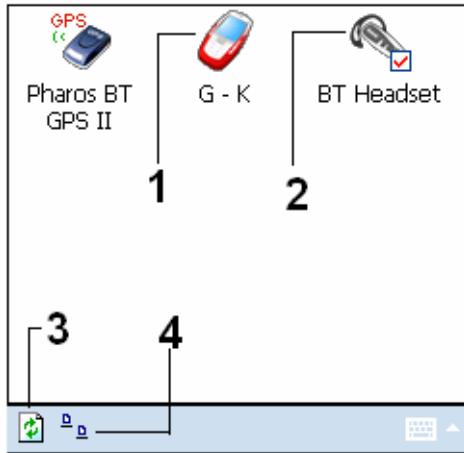 GPS
Pharos BT
GPS II
G - K
BT Headset
1
2
3
4